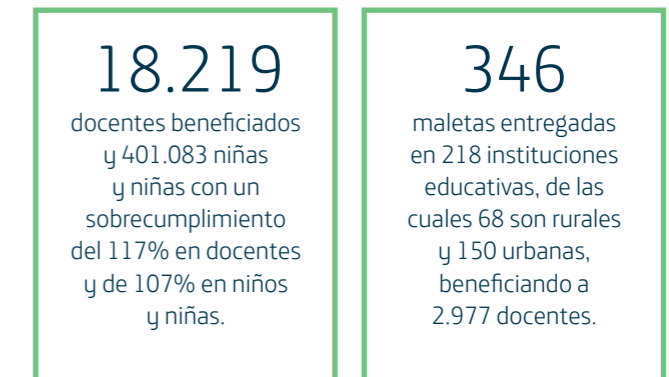 18.219
docentes beneficiados
y 401.083 niñas
y niñas con un
sobrecumplimiento
del 117% en docentes
y de 107% en niños
y niñas.
346
maletas entregadas
en 218 instituciones
educativas, de las
cuales 68 son rurales
y 150 urbanas,
beneficiando a
2.977 docentes.